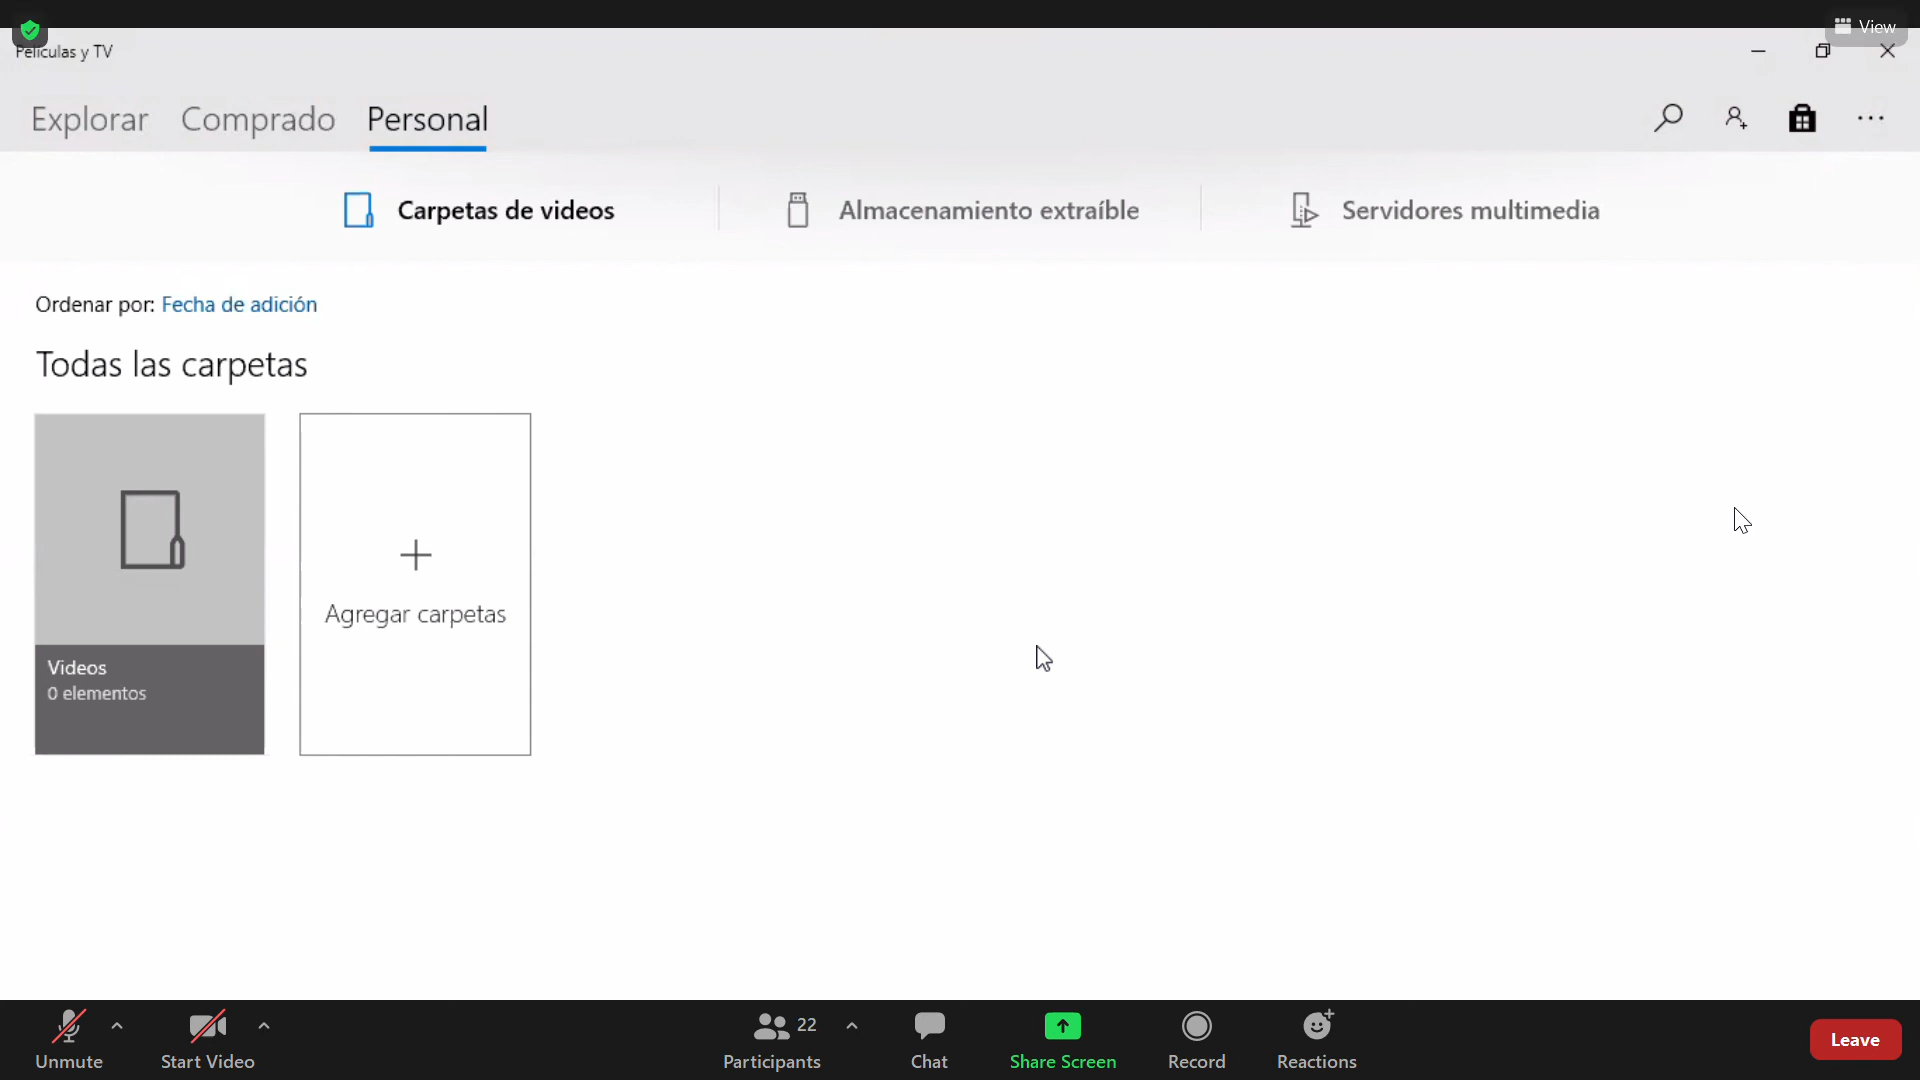 View
Películas y TV
Explorar Comprado Personal
Carpetas de videos Almacenamiento extraíble Servidores multimedia
Ordenar por: Fecha de adición
Todas las carpetas
Agregar carpetas
Videos
0 elementos
22
Unmute Start Video Participants Chat Share Screen Record Reactions Leave